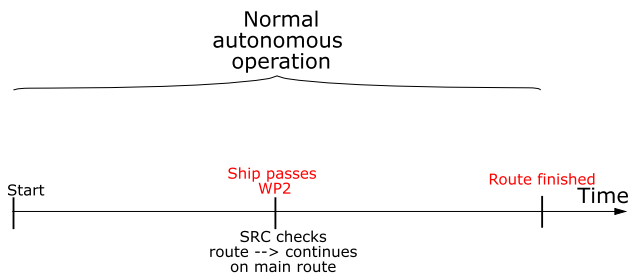 Normal
autonomous
operation
Start
Ship passes
WP2
Route finished
Time
SRC checks
route --> continues
on main route